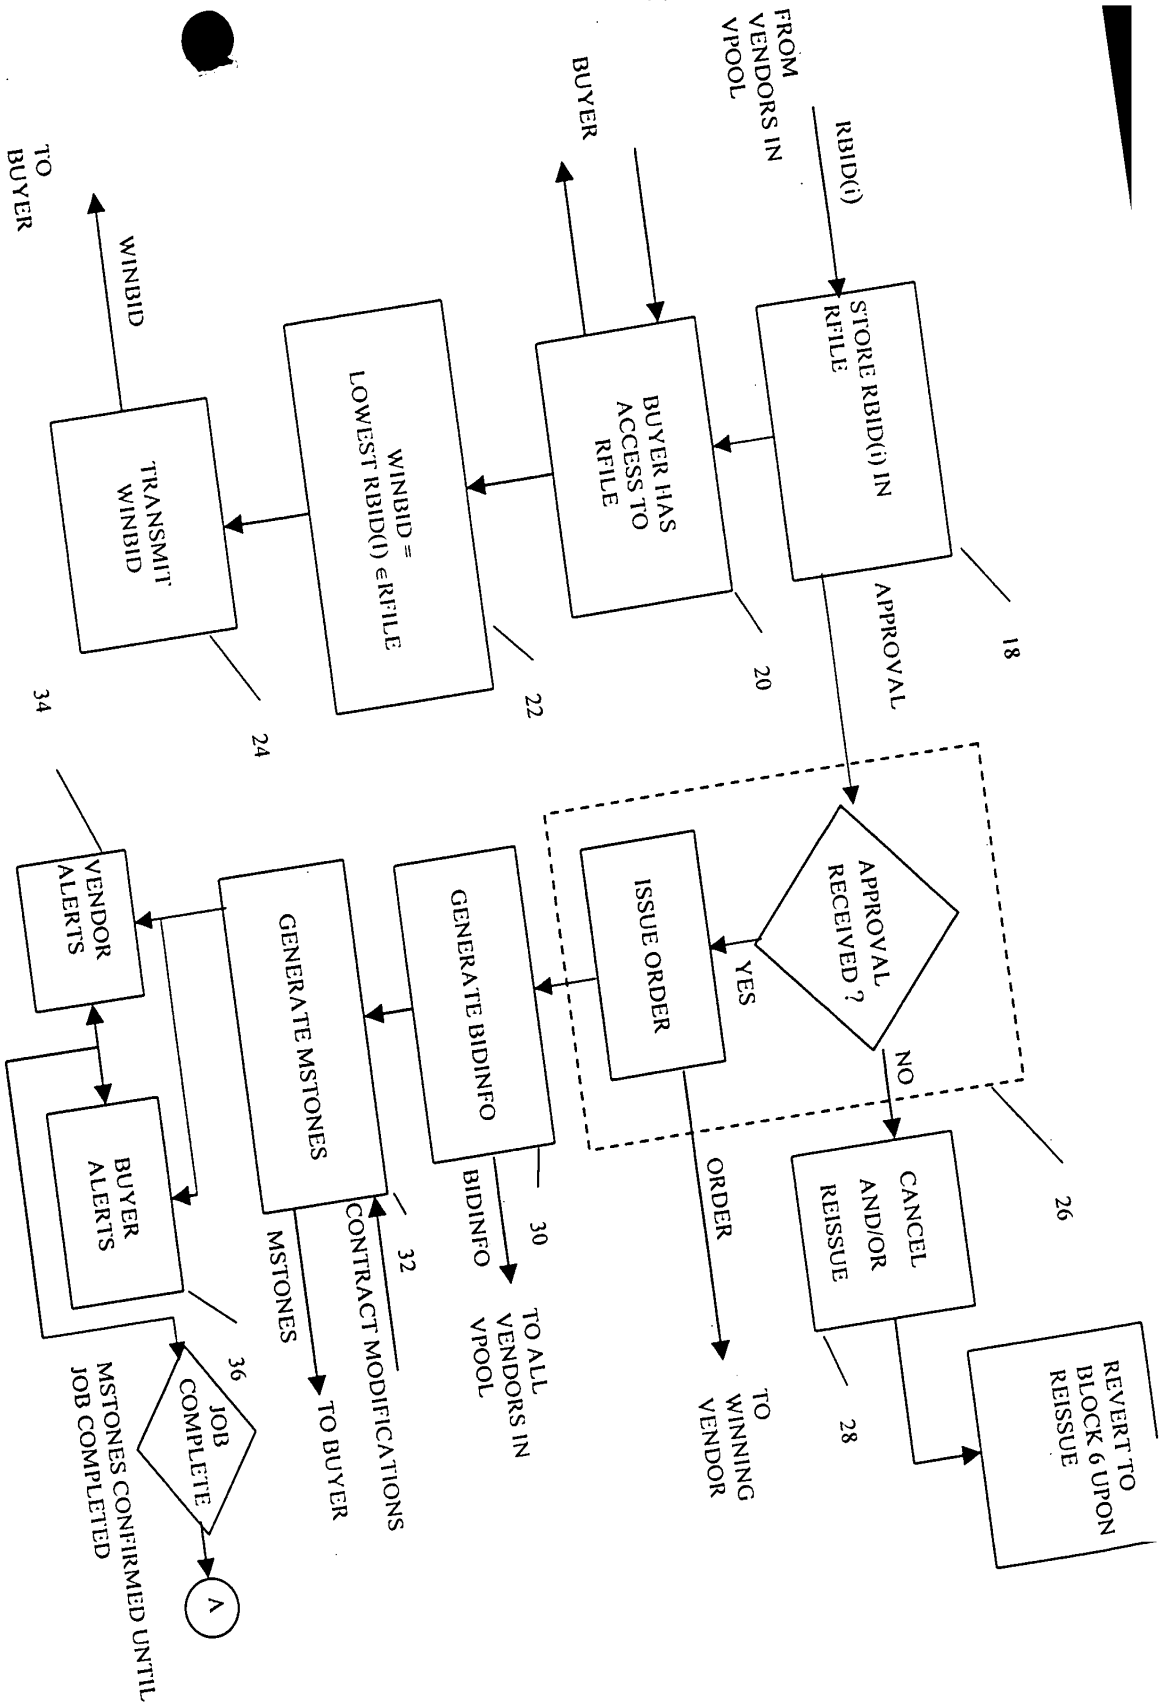 FROM
VENDORS IN
VPOOL
RBID(i)
STORE RBID(i) IN
RFILE
18
BUYER
BUYER HAS
ACCESS TO
RFILE
20
WINBID =
LOWEST RBID(I) ∈RFILE
22
TO
BUYER
WINBID
TRANSMIT
WINBID
24
APPROVAL
APPROVAL
RECEIVED ?
NO
YES
26
CANCEL
AND/OR
REISSUE
28
REVERT TO
BLOCK 6 UPON
REISSUE
ISSUE ORDER
ORDER
TO
WINNING
VENDOR
GENERATE BIDINFO
30
BIDINFO
TO ALL
VENDORS IN
VPOOL
GENERATE MSTONES
32
CONTRACT MODIFICATIONS
MSTONES
TO BUYER
34
VENDOR
ALERTS
BUYER
ALERTS
36
JOB
COMPLETE
A
MSTONES CONFIRMED UNTIL
JOB COMPLETED